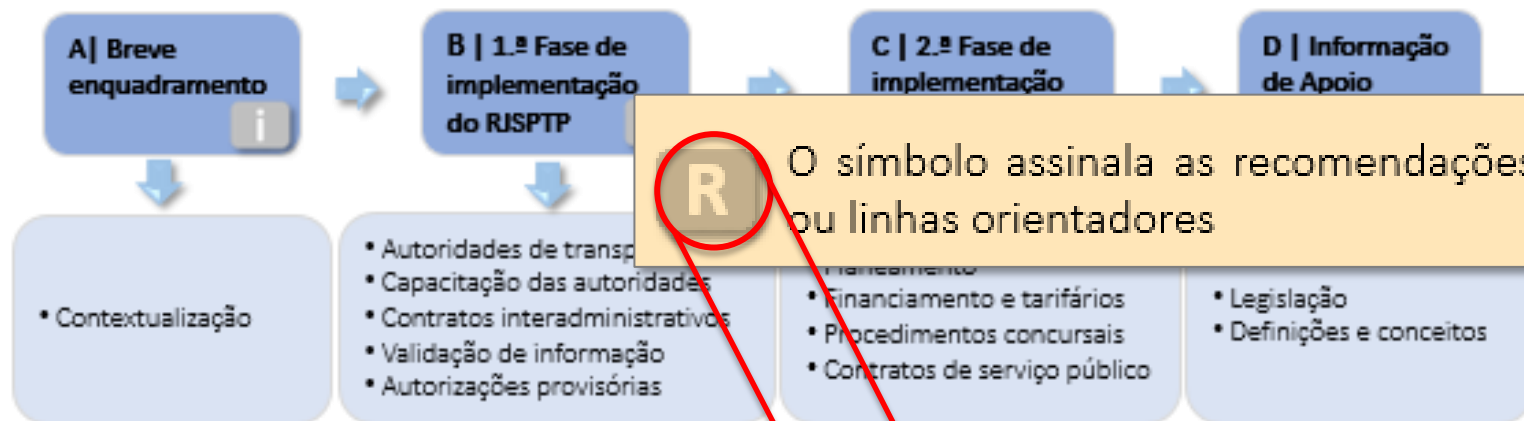 A| Breve
enquadramento
i
B | 1.ª Fase de
implementação
do RJSPTP
C | 2.ª Fase de
implementação
D | Informação
de Apoio
R
O símbolo assinala as recomendações
ou linhas orientadores
• Contextualização
• Autoridades de transp
• Capacitação das autoridades
• Contratos interadministrativos
• Validação de informação
• Autorizações provisórias
• Planeamento
• Financiamento e tarifários
• Procedimentos concursais
• Contratos de serviço público
• Legislação
• Definições e conceitos